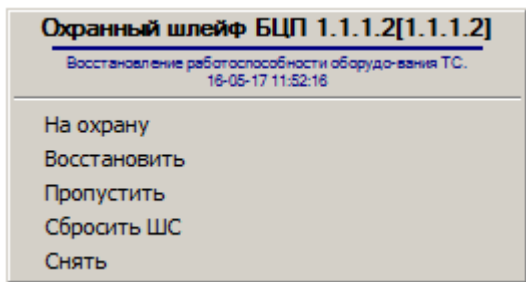 Охранный шлейф БЦП 1.1.1.2[1.1.1.2]
Восстановление работоспособности оборудо-вания ТС.
16-05-17 11:52:16
На охрану
Восстановить
Пропустить
Сбросить ШС
Снять